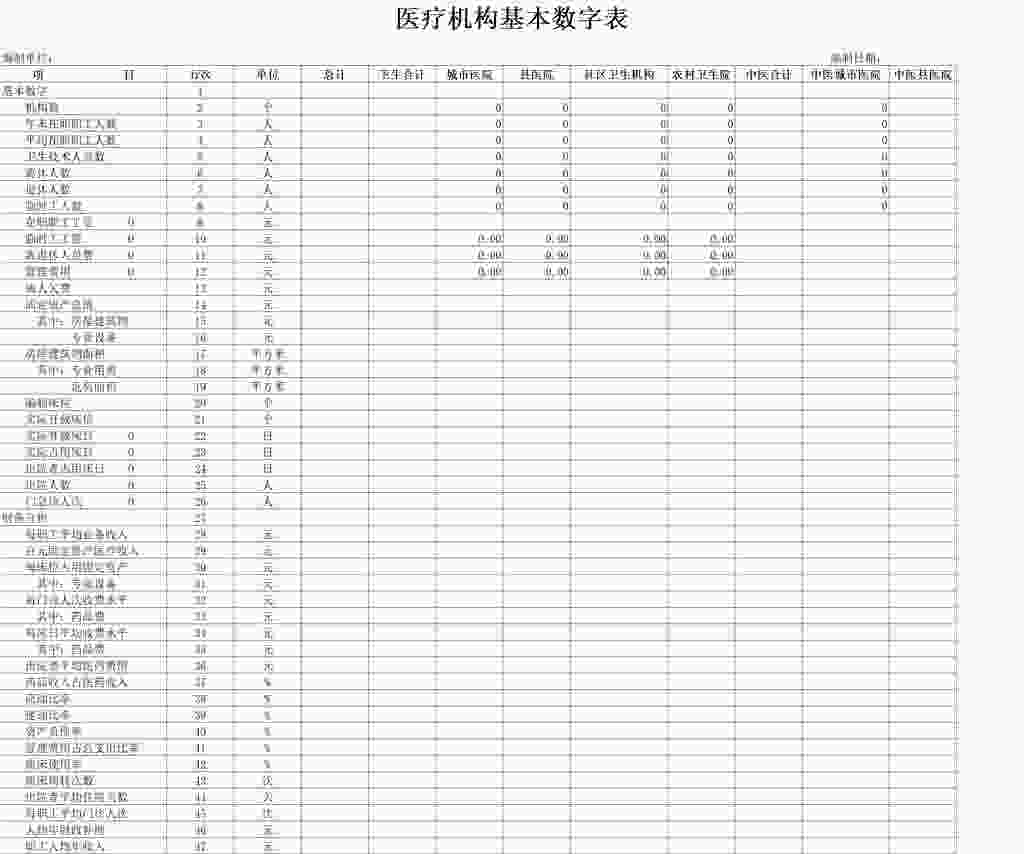 医疗机构基本数字表
编制单位： 编制日期：
项 目 行次 单位 总计 卫生合计 城市医院 县医院 社区卫生机构 农村卫生院 中医合计 中医城市医院 中医县医院
基本数字 1
机构数 2 个 0 0 0 0 0
年末在职职工人数 3 人 0 0 0 0 0
平均在职职工人数 4 人 0 0 0 0 0
卫生技术人员数 5 人 0 0 0 0 0
离休人数 6 人 0 0 0 0 0
退休人数 7 人 0 0 0 0 0
临时工人数 8 人 0 0 0 0 0
在职职工工资 0 元
临时工工资 0 10 元 0.00 0.00 0.00 0.00
离退休人员费 0 11 元 0.00 0.00 0.00 0.00
管理费用 0 12 元 0.00 0.00 0.00 0.00
病人欠费 13 元
固定资产总值 14 元
其中：房屋建筑物 15 元
专业设备 16 元
房屋建筑物面积 17 平方米
其中：专业用房 18 平方米
危房面积 19 平方米
编制床位 20 个
实际开放床位 21 个
实际开放床日 0 22 日
实际占用床日 0 23 日
出院者占用床日 0 24 日
出院人数 0 25 人
门急诊人次 0 26 人
财务分析 27
每职工平均业务收入 28 元
百元固定资产医疗收入 29 元
每床位占用固定资产 30 元
其中：专业设备 31 元
每门诊人次收费水平 32 元
其中：药品费 33 元
每床日平均收费水平 34 元
其中：药品费 35 元
出院者平均医药费用 36 元
药品收入占医药收入 37 %
流动比率 38 %
速动比率 39 %
资产负债率 40 %
管理费用占总支出比率 41 %
病床使用率 42 %
病床周转次数 43 次
出院者平均住院天数 44 天
每职工平均门诊人次 45 次
人均年财政补助 46 元
职工人均年收入 47 元